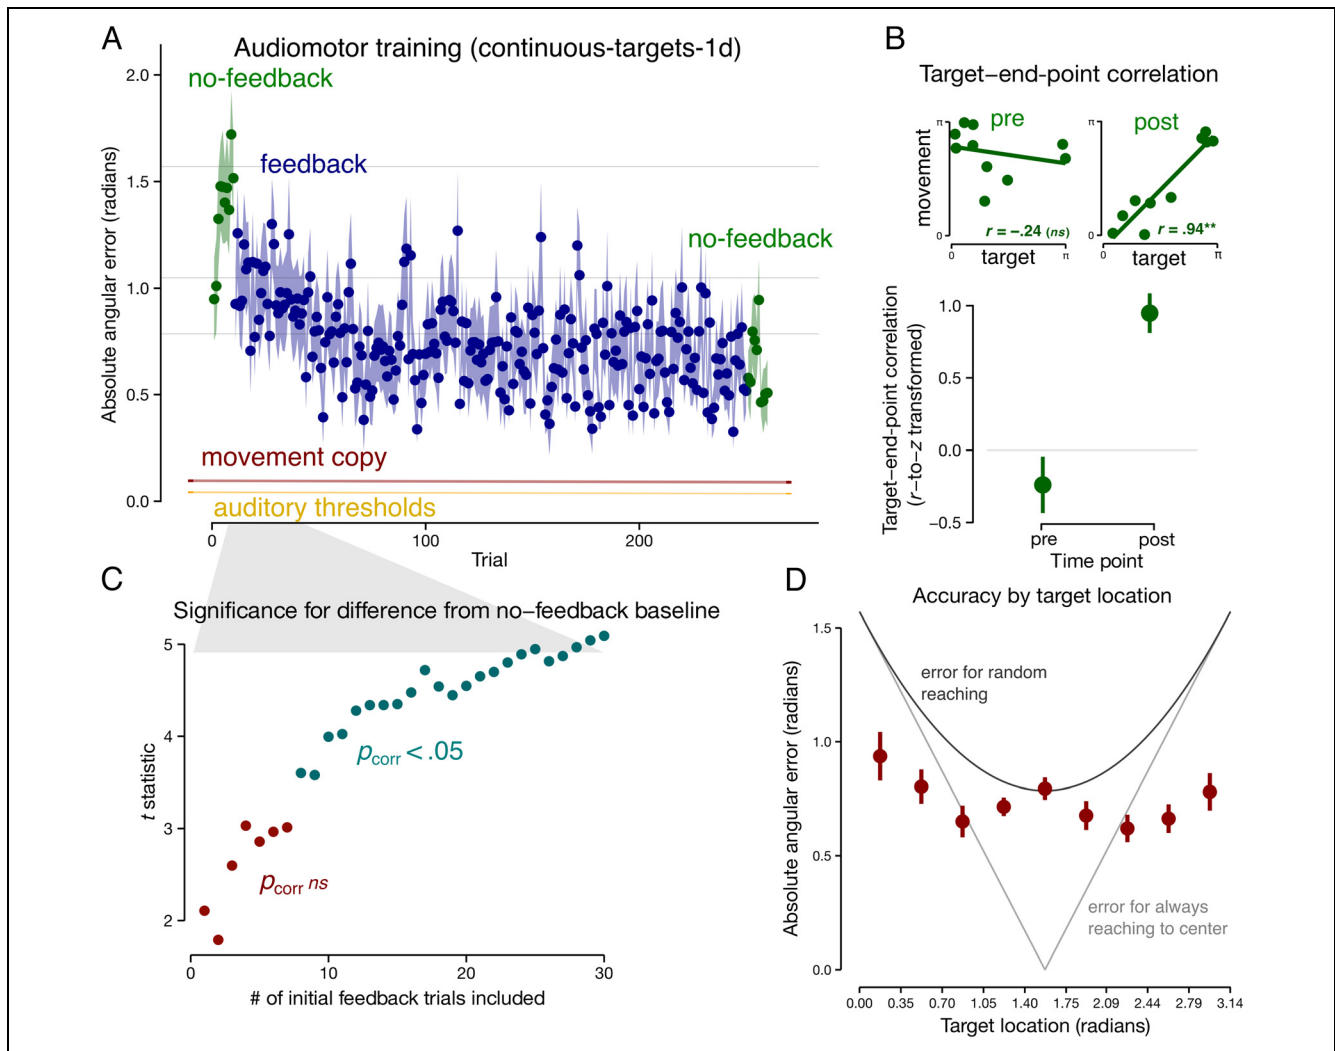 A
Audiomotor training (continuous-targets-1d)
no-feedback
feedback
no-feedback
movement copy
auditory thresholds
Absolute angular error (radians)
2.0
1.5
1.0
0.5
0.0
0
100
200
Trial
B
Target–end-point correlation
pre
post
movement
π
0
r = –.24 (ns)
0
target
π
π
0
r = .94**
0
target
π
Target–end-point correlation
(r–to–z transformed)
1.0
0.5
0.0
−0.5
pre
post
Time point
C
Significance for difference from no–feedback baseline
t statistic
5
4
3
2
pcorr < .05
pcorr ns
0
10
20
30
# of initial feedback trials included
D
Accuracy by target location
Absolute angular error (radians)
1.5
1.0
0.5
0.0
error for random
reaching
error for always
reaching to center
0.00
0.35
0.70
1.05
1.40
1.75
2.09
2.44
2.79
3.14
Target location (radians)